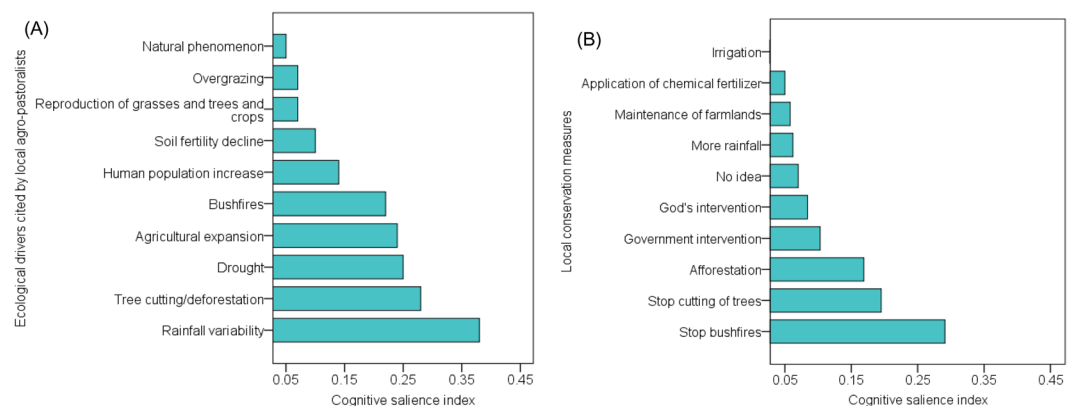 (A)
Ecological drivers cited by local agro-pastoralists
Natural phenomenon
Overgrazing
Reproduction of grasses and trees and
crops
Soil fertility decline
Human population increase
Bushfires
Agricultural expansion
Drought
Tree cutting/deforestation
Rainfall variability
0.05 0.15 0.25 0.35 0.45
Cognitive salience index
(B)
Local conservation measures
Irrigation
Application of chemical fertilizer
Maintenance of farmlands
More rainfall
No idea
God's intervention
Government intervention
Afforestation
Stop cutting of trees
Stop bushfires
0.05 0.15 0.25 0.35 0.45
Cognitive salience index